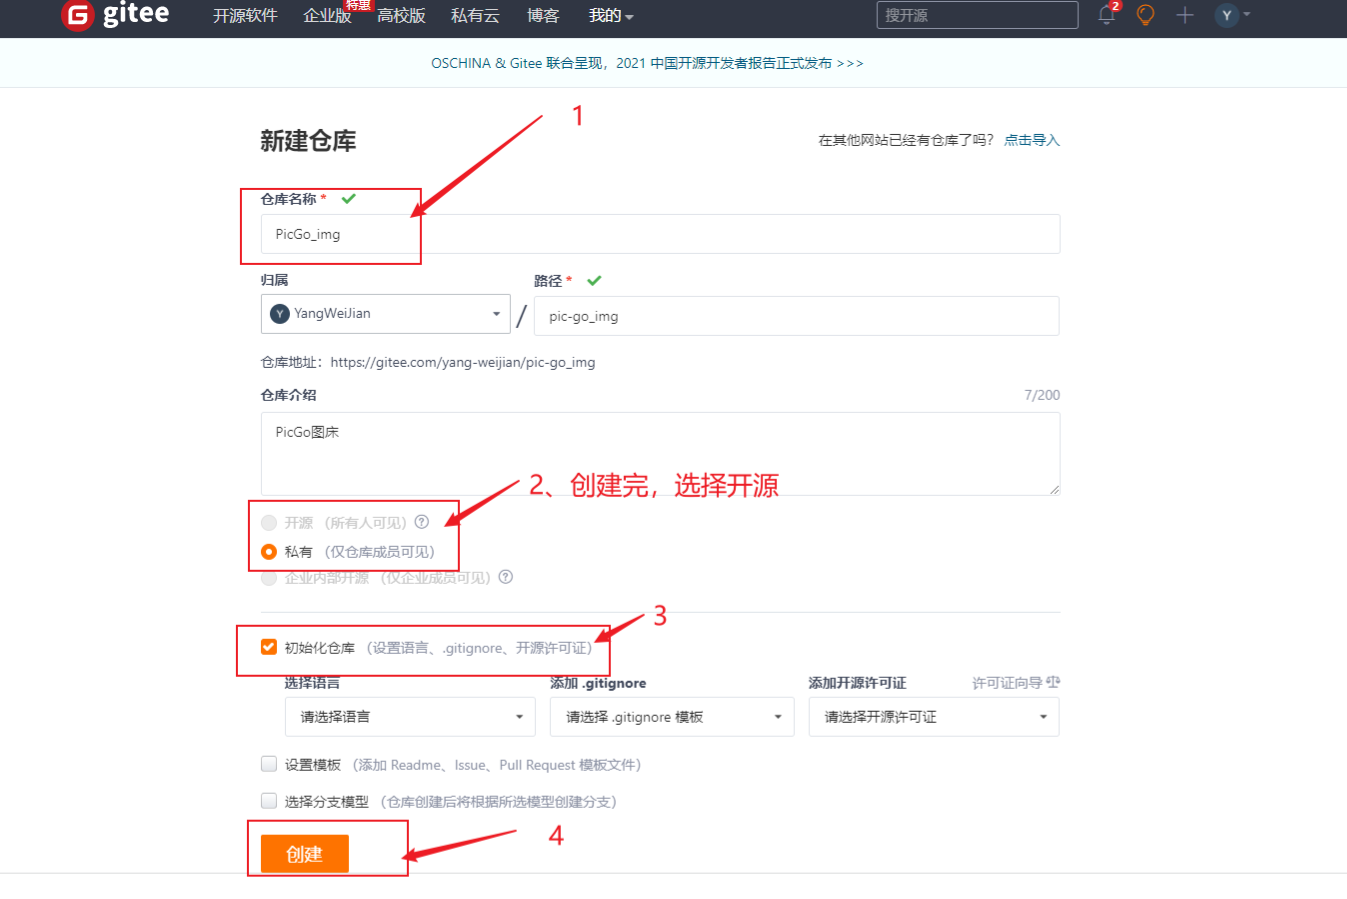 gitee 开源软件 企业版 特惠 高校版 私有云 博客 我的 搜开源 2 Y
OSCHINA & Gitee 联合呈现，2021 中国开源开发者报告正式发布 >>>
1
新建仓库 在其他网站已经有仓库了吗？ 点击导入
仓库名称 *
PicGo_img
归属 路径 *
Y YangWeiJian / pic-go_img
仓库地址：https://gitee.com/yang-weijian/pic-go_img
仓库介绍 7/200
PicGo图床
2、创建完，选择开源
开源 （所有人可见） ?
私有 （仅仓库成员可见）
企业内部开源 （仅企业成员可见） ?
3
初始化仓库 （设置语言、.gitignore、开源许可证）
选择语言 添加 .gitignore 添加开源许可证 许可证向导
请选择语言 请选择 .gitignore 模板 请选择开源许可证
设置模板 （添加 Readme、Issue、Pull Request 模板文件）
选择分支模型 （仓库创建后将根据所选模型创建分支）
4
创建